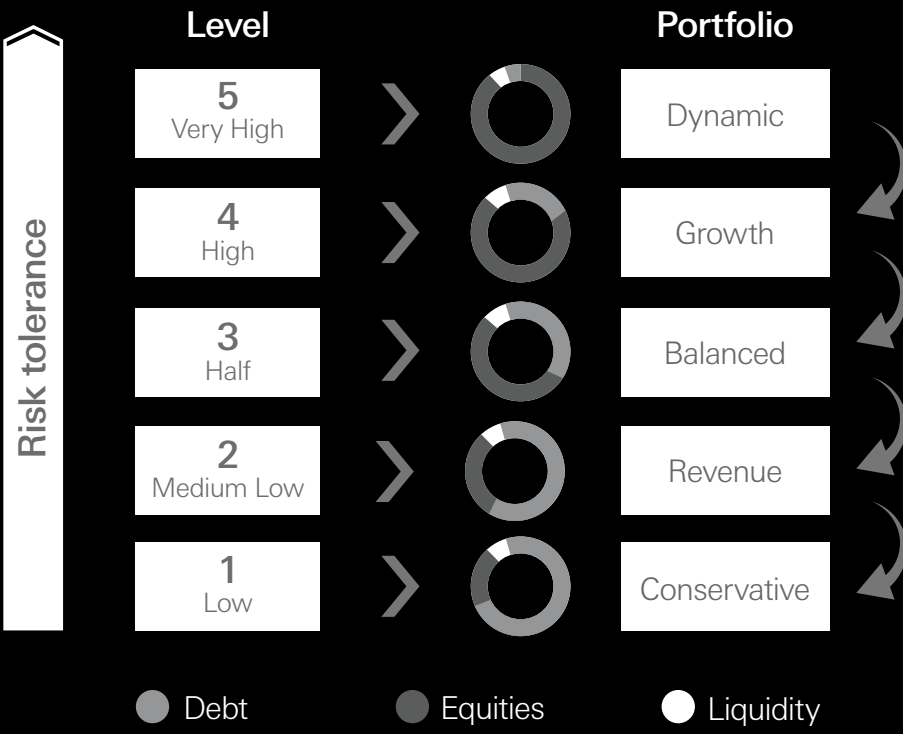 Level
Portfolio
Risk tolerance
5
Very High
Dynamic
4
High
Growth
3
Half
Balanced
2
Medium Low
Revenue
1
Low
Conservative
Debt
Equities
Liquidity